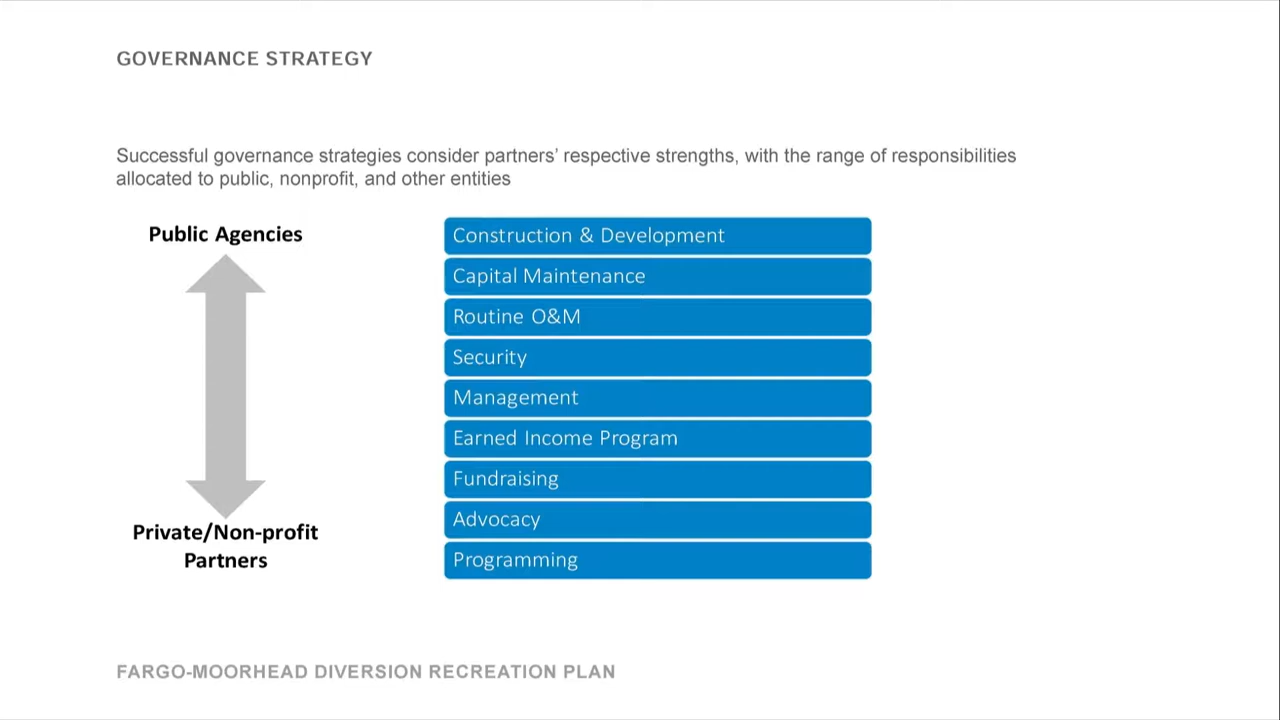 GOVERNANCE STRATEGY
Successful governance strategies consider partners’ respective strengths, with the range of responsibilities
allocated to public, nonprofit, and other entities
Public Agencies
Private/Non-profit
Partners
Construction & Development
Capital Maintenance
Routine O&M
Security
Management
Earned Income Program
Fundraising
Advocacy
Programming
FARGO-MOORHEAD DIVERSION RECREATION PLAN